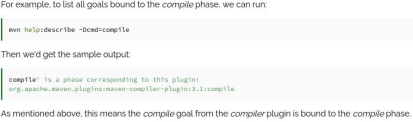 For example, to list all goals bound to the compile phase, we can run:
mvn help:describe -Dcmd=compile
Then we'd get the sample output:
compile' is a phase corresponding to this plugin:
org.apache.maven.plugins:maven-compiler-plugin:3.1:compile
As mentioned above, this means the compile goal from the compiler plugin is bound to the compile phase.